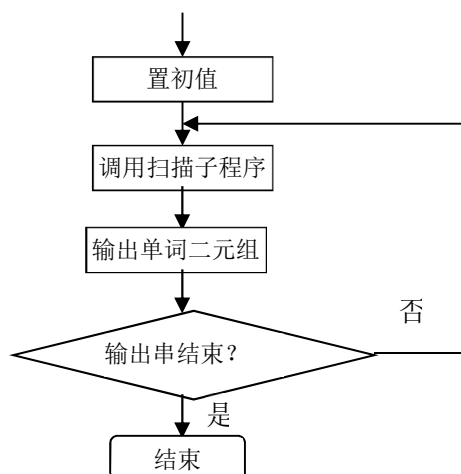 置初值
调用扫描子程序
输出单词二元组
否
输出串结束？
是
结束